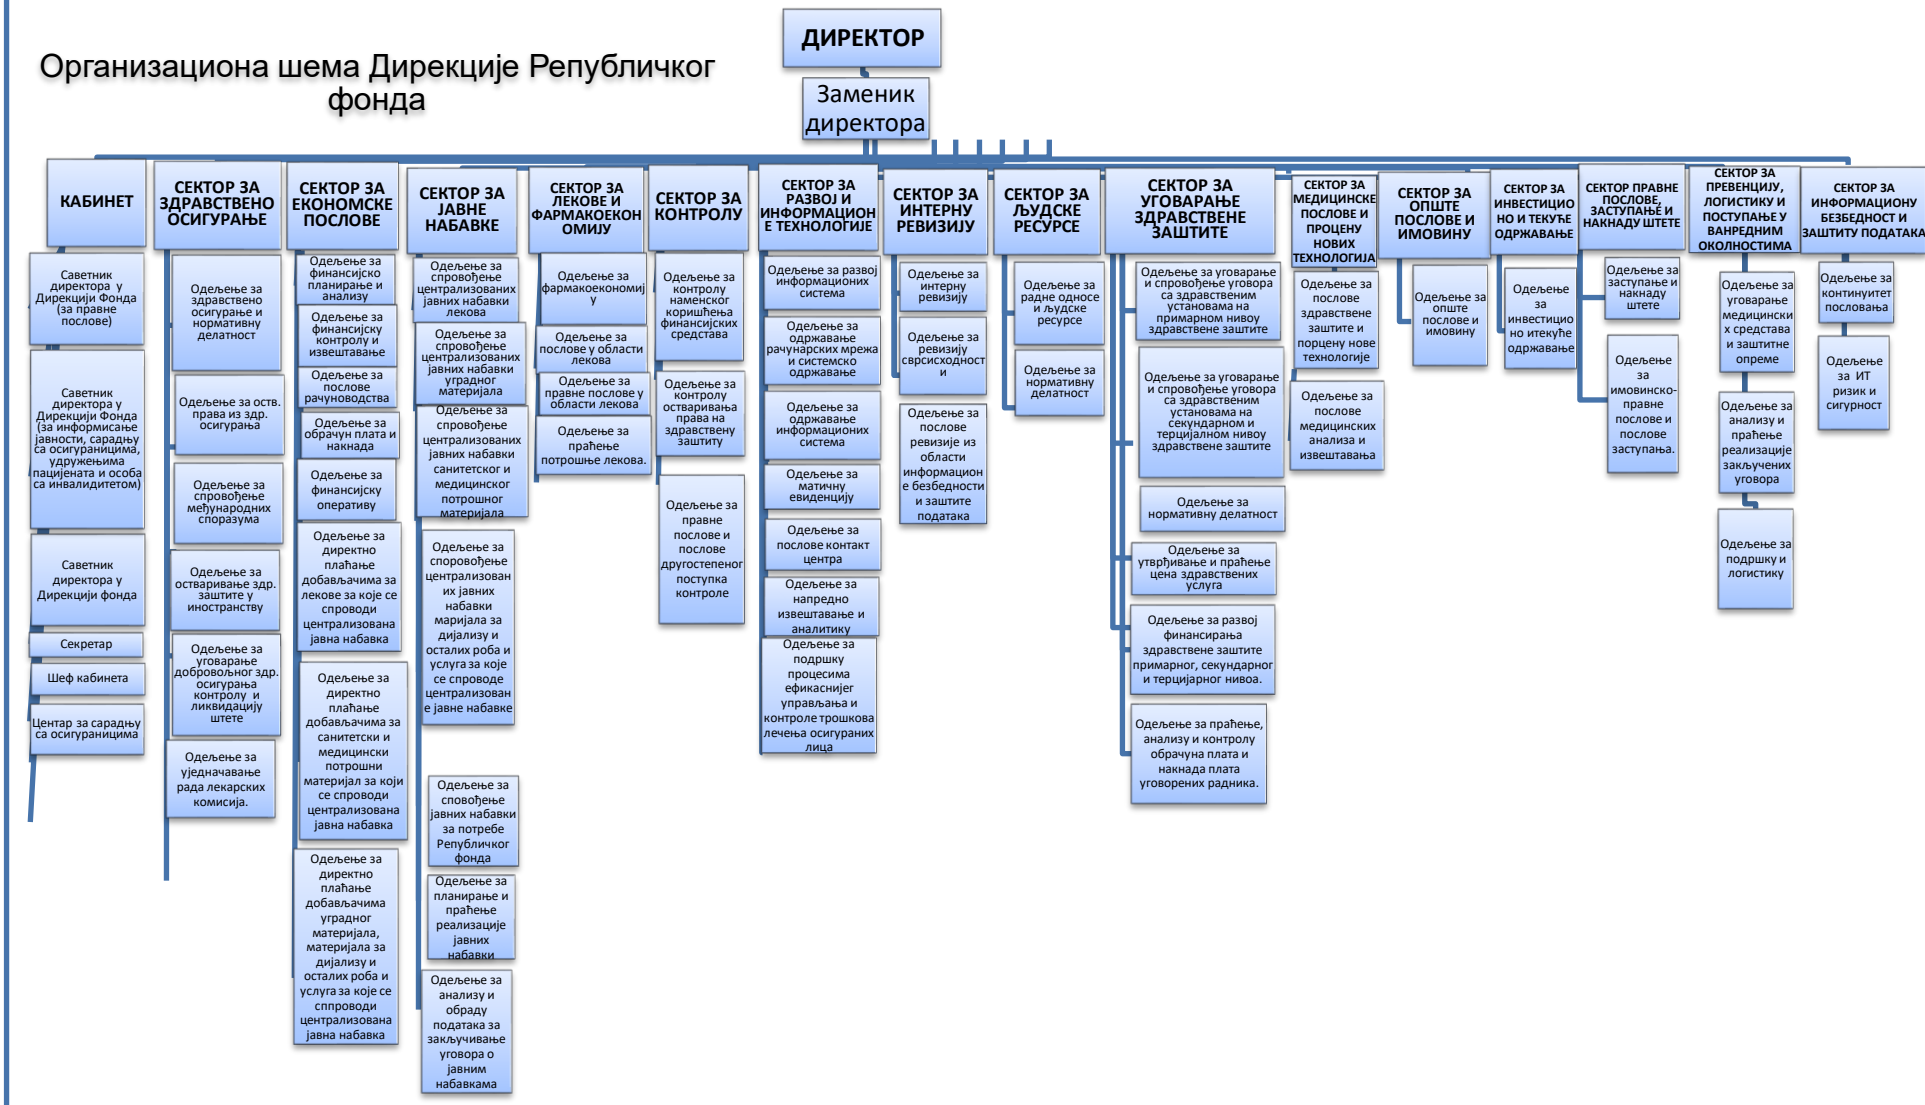 Организациона шема Дирекције Републичког
фонда
ДИРЕКТОР
Заменик
директора
КАБИНЕТ
Саветник
директора у
Дирекцији Фонда
(за правне
послове)
Саветник
директора у
Дирекцији Фонда
(за информисање
јавности, сарадњу
са осигураницима,
удружењима
пацијената и особа
са инвалидитетом)
Саветник
директора у
Дирекцији фонда
Секретар
Шеф кабинета
Центар за сарадњу
са осигураницима
СЕКТОР ЗА
ЗДРАВСТВЕНО
ОСИГУРАЊЕ
Одељење за
здравствено
осигурање и
нормативну
делатност
Одељење за оств.
права из здр.
осигурања
Одељење за
спровођење
међународних
споразума
Одељење за
остваривање здр.
заштите у
иностранству
Одељење за
уговарање
добровољног здр.
осигурања
контролу и
ликвидацију
штете
Одељење за
уједначавање
рада лекарских
комисија.
СЕКТОР ЗА
ЕКОНОМСКЕ
ПОСЛОВЕ
Одељење за
финансијско
планирање и
анализу
Одељење за
финансијску
контролу и
извештавање
Одељење за
послове
рачуноводства
Одељење за
обрачун плата и
накнада
Одељење за
финансијску
оперативу
Одељење за
директно
плаћање
добављачима за
лекове за које се
спроводи
централизована
јавна набавка
Одељење за
директно
плаћање
добављачима за
санитетски и
медицински
потрошни
материјал за који
се спроводи
централизована
јавна набавка
Одељење за
директно
плаћање
добављачима
уградног
материјала,
материјала за
дијализу и
осталих роба и
услуга за које се
сппроводи
централизована
јавна набавка
СЕКТОР ЗА
ЈАВНЕ
НАБАВКЕ
Одељење за
спровођење
централизованих
јавних набавки
лекова
Одељење за
спровођење
централизованих
јавних набавки
уградног
материјала
Одељење за
спровођење
централизованих
јавних набавки
санитетског и
медицинског
потрошног
материјала
Одељење за
споровођење
централизован
их јавних
набавки
маријала за
дијализу и
осталих роба и
услуга за које
се спроводе
централизован
е јавне набавке
Одељење за
сповођење
јавних набавки
за потребе
Републичког
фонда
Одељење за
планирање и
праћење
реализације
јавних
набавки
Одељење за
анализу и
обраду
података за
закључивање
уговора о
јавним
набавкама
СЕКТОР ЗА
ЛЕКОВЕ И
ФАРМАКОЕКОН
ОМИЈУ
Одељење за
фармакоекономиј
у
Одељење за
послове у области
лекова
Одељење за
правне послове у
области лекова
Одељење за
праћење
потрошње лекова.
СЕКТОР ЗА
КОНТРОЛУ
Одељење за
контролу
наменског
коришћења
финансијских
средстава
Одељење за
контролу
остваривања
права на
здравствену
заштиту
Одељење за
правне
послове и
послове
другостепеног
поступка
контроле
СЕКТОР ЗА
РАЗВОЈ И
ИНФОРМАЦИОН
Е ТЕХНОЛОГИЈЕ
Одељење за развој
информационих
система
Одељење за
одржавање
рачунарских мрежа
и системско
одржавање
Одељење за
одржавање
информационих
система
Одељење за
матичну
евиденцију
Одељење за
послове контакт
центра
Одељење за
напредно
извештавање и
аналитику
Одељење за
подршку
процесима
ефикаснијег
управљања и
контроле трошкова
лечења осигураних
лица
СЕКТОР ЗА
ИНТЕРНУ
РЕВИЗИЈУ
Одељење за
интерну
ревизију
Одељење за
ревизију
сврсисходност
и
Одељење за
послове
ревизије из
области
информацион
е безбедности
и заштите
података
СЕКТОР ЗА
ЉУДСКЕ
РЕСУРСЕ
Одељење за
радне односе
и људске
ресурсе
Одељење за
нормативну
делатност
СЕКТОР ЗА
УГОВАРАЊЕ
ЗДРАВСТВЕНЕ
ЗАШТИТЕ
Одељење за уговарање
и спровођење уговора
са здравственим
установама на
примарном нивоу
здравствене заштите
Одељење за уговарање
и спровођење уговора
са здравственим
установама на
секундарном и
терцијалном нивоу
здравствене заштите
Одељење за
нормативну делатност
Одељење за
утврђивање и праћење
цена здравствених
услуга
Одељење за развој
финансирања
здравствене заштите
примарног, секундарног
и терцијарног нивоа.
Одељење за праћење,
анализу и контролу
обрачуна плата и
накнада плата
уговорених радника.
СЕКТОР ЗА
МЕДИЦИНСКЕ
ПОСЛОВЕ И
ПРОЦЕНУ
НОВИХ
ТЕХНОЛОГИЈА
Одељење за
послове
здравствене
заштите и
порцену нове
технологије
Одељење за
послове
медицинских
анализа и
извештавања
СЕКТОР ЗА
ОПШТЕ
ПОСЛОВЕ И
ИМОВИНУ
Одељење за
опште
послове и
имовину
СЕКТОР ЗА
ИНВЕСТИЦИО
НО И ТЕКУЋЕ
ОДРЖАВАЊЕ
Одељење
за
инвестицио
но итекуће
одржавање
СЕКТОР ПРАВНЕ
ПОСЛОВЕ,
ЗАСТУПАЊЕ И
НАКНАДУ ШТЕТЕ
Одељење за
заступање и
накнаду
штете
Одељење
за
имовинско-
правне
послове и
послове
заступања.
СЕКТОР ЗА
ПРЕВЕНЦИЈУ,
ЛОГИСТИКУ И
ПОСТУПАЊЕ У
ВАНРЕДНИМ
ОКОЛНОСТИМА
Одељење за
уговарање
медицински
х средстава
и заштитне
опреме
Одељење за
анализу и
праћење
реализације
закључених
уговора
Одељење за
подршку и
логистику
СЕКТОР ЗА
ИНФОРМАЦИОНУ
БЕЗБЕДНОСТ И
ЗАШТИТУ ПОДАТАКА
Одељење за
континуитет
пословања
Одељење
за ИТ
ризик и
сигурност